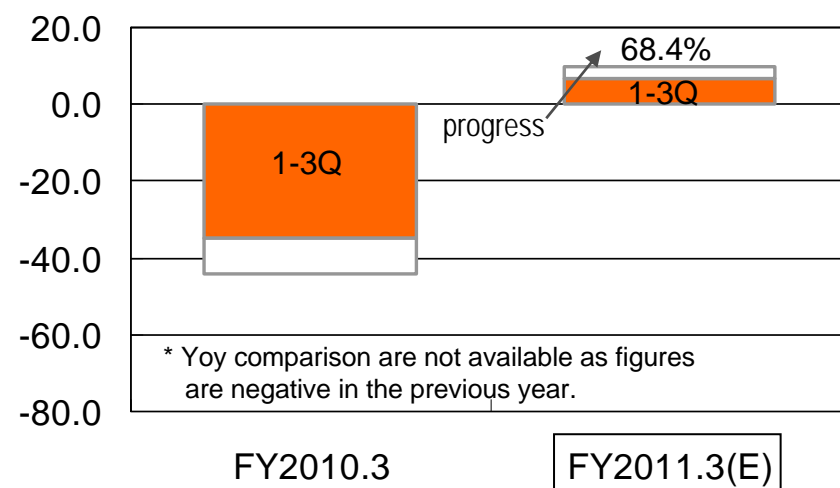 20.0
0.0
-20.0
-40.0
-60.0
-80.0
68.4%
1-3Q
progress
1-3Q
* Yoy comparison are not available as figures
are negative in the previous year.
FY2010.3
FY2011.3(E)